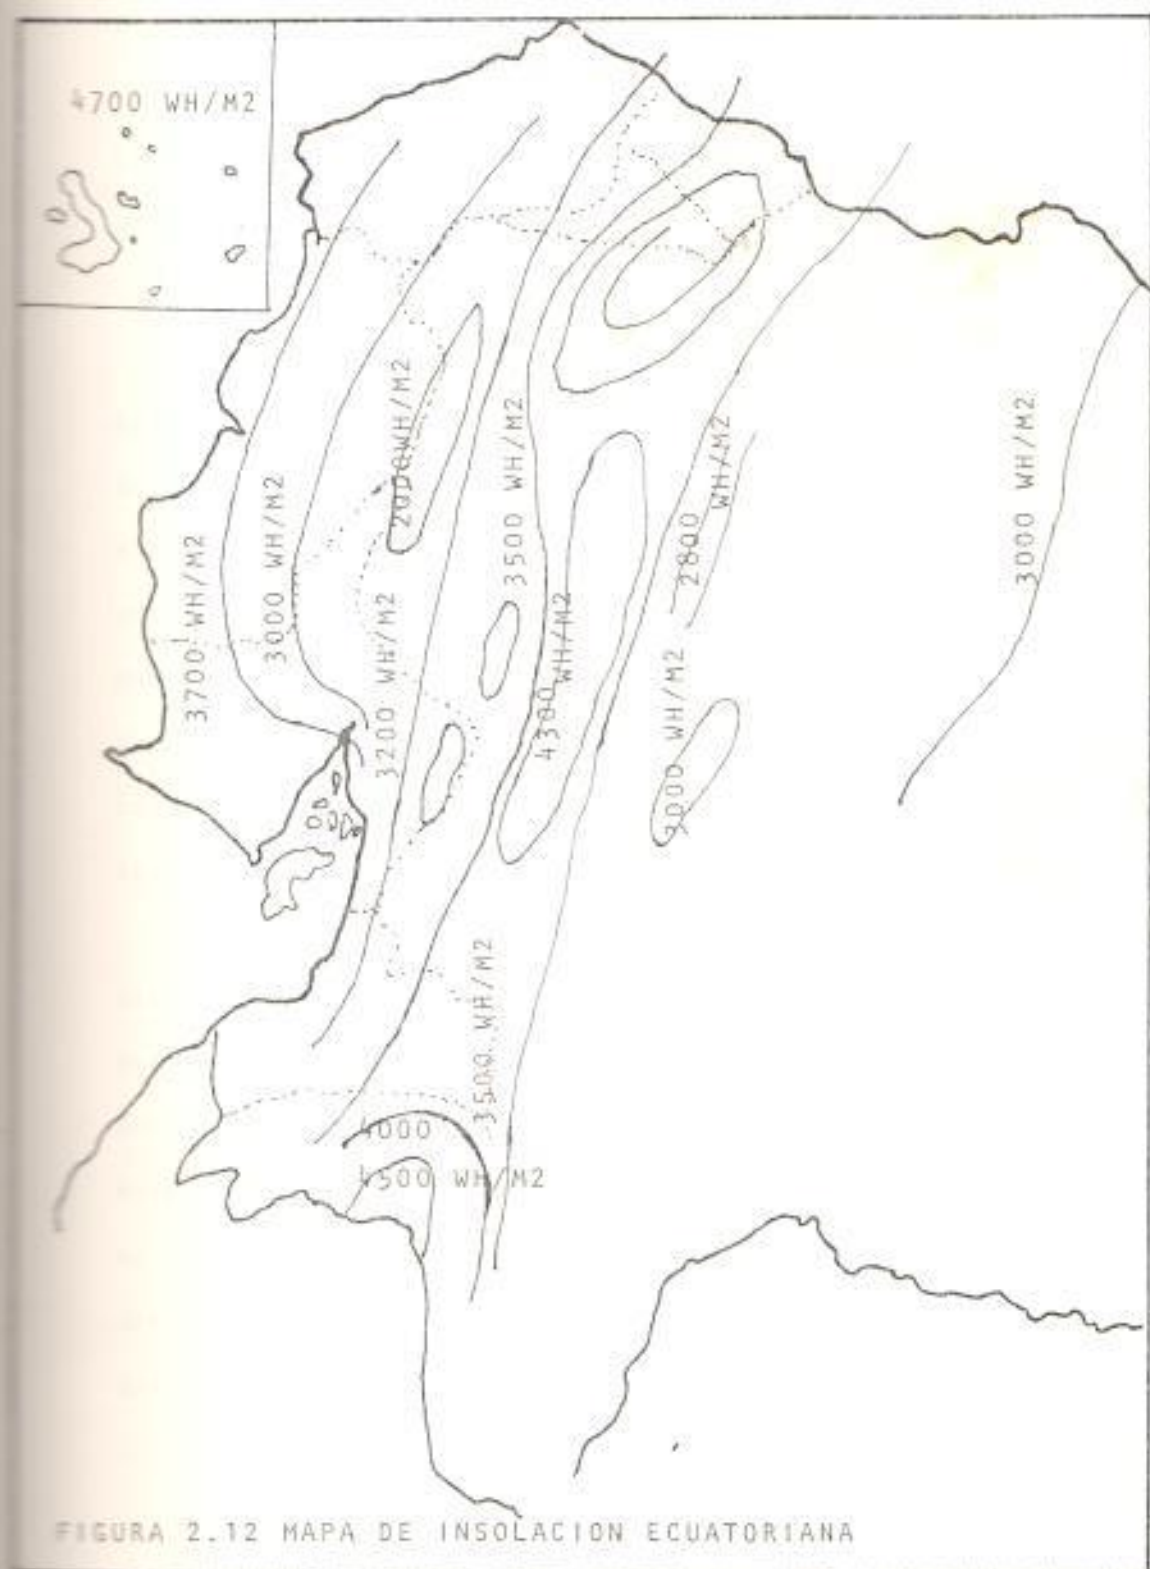 4700 WH/M2
2000WH/M2
3500 WH/M2
3000 WH/M2
3700 WH/M2
3200 WH/M2
4300 WH/M2
2800 WH/M2
3000 WH/M2
3000 WH/M2
3500 WH/M2
4000
4500 WH/M2
FIGURA 2.12 MAPA DE INSOLACION ECUATORIANA